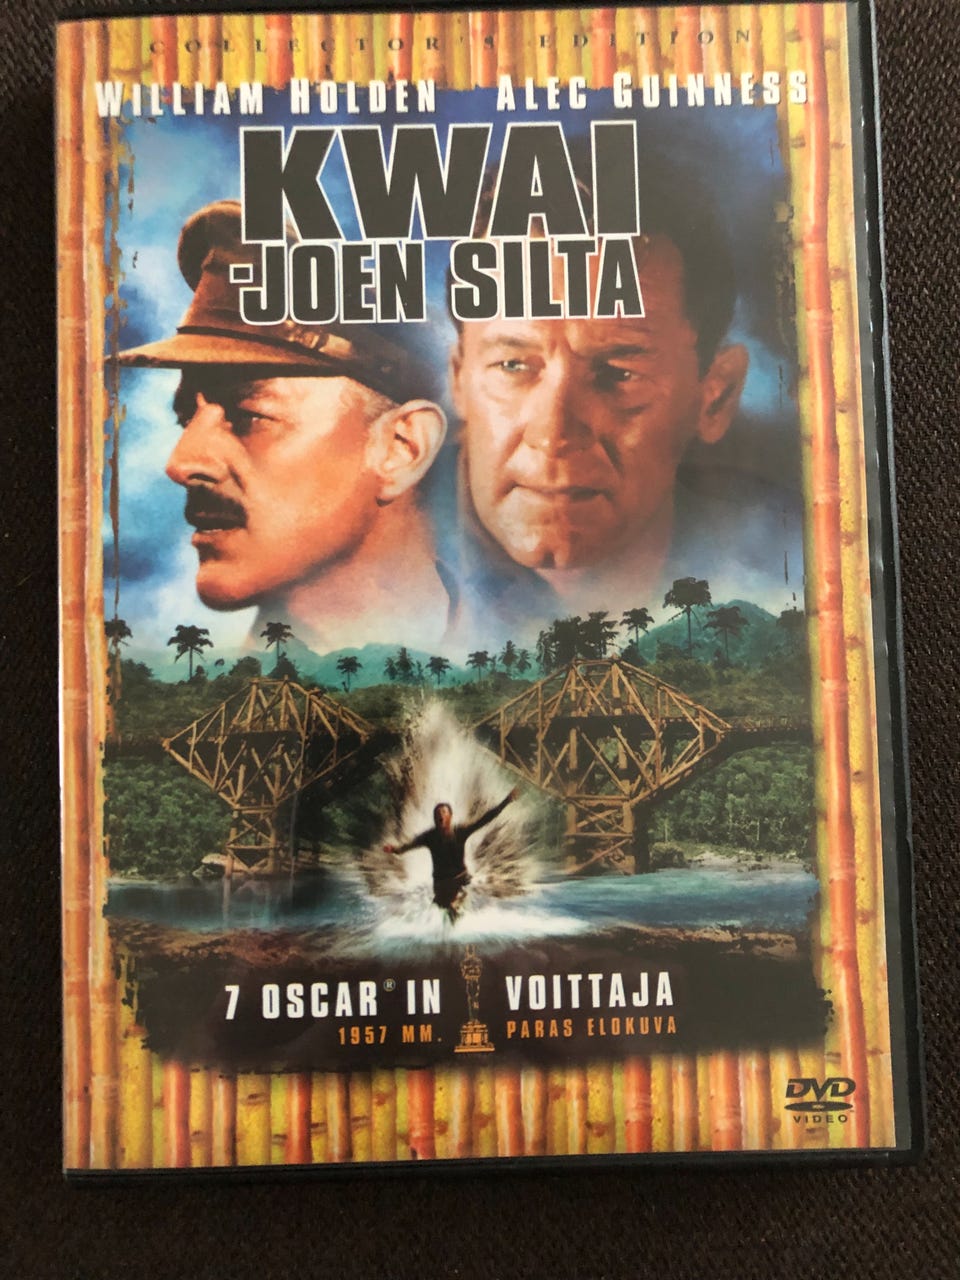 COLLECTOR'S EDITION
WILLIAM HOLDEN ALEC GUINNESS
KWAI
-JOEN SILTA
7 OSCAR® IN VOITTAJA
1957 MM. PARAS ELOKUVA
DVD
VIDEO